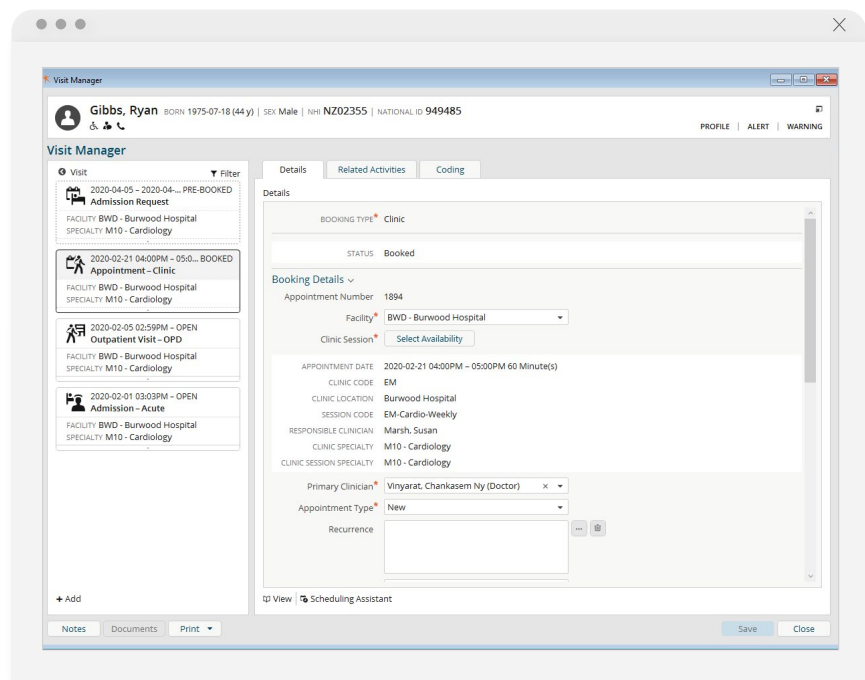 Visit Manager
Gibbs, Ryan BORN 1975-07-18 (44 y) | SEX Male | NHI NZ02355 | NATIONAL ID 949485
PROFILE | ALERT | WARNING
Visit Manager
Visit Filter
2020-04-05 – 2020-04-... PRE-BOOKED
Admission Request
FACILITY BWD - Burwood Hospital
SPECIALTY M10 - Cardiology
2020-02-21 04:00PM – 05:0... BOOKED
Appointment – Clinic
FACILITY BWD - Burwood Hospital
SPECIALTY M10 - Cardiology
2020-02-05 02:59PM – OPEN
Outpatient Visit – OPD
FACILITY BWD - Burwood Hospital
SPECIALTY M10 - Cardiology
2020-02-01 03:03PM – OPEN
Admission – Acute
FACILITY BWD - Burwood Hospital
SPECIALTY M10 - Cardiology
+ Add
Details Related Activities Coding
Details
BOOKING TYPE* Clinic
STATUS Booked
Booking Details
Appointment Number 1894
Facility* BWD - Burwood Hospital
Clinic Session* Select Availability
APPOINTMENT DATE 2020-02-21 04:00PM – 05:00PM 60 Minute(s)
CLINIC CODE EM
CLINIC LOCATION Burwood Hospital
SESSION CODE EM-Cardio-Weekly
RESPONSIBLE CLINICIAN Marsh, Susan
CLINIC SPECIALTY M10 - Cardiology
CLINIC SESSION SPECIALTY M10 - Cardiology
Primary Clinician* Vinyarat, Chankasem Ny (Doctor)
Appointment Type* New
Recurrence
View Scheduling Assistant
Notes Documents Print Save Close